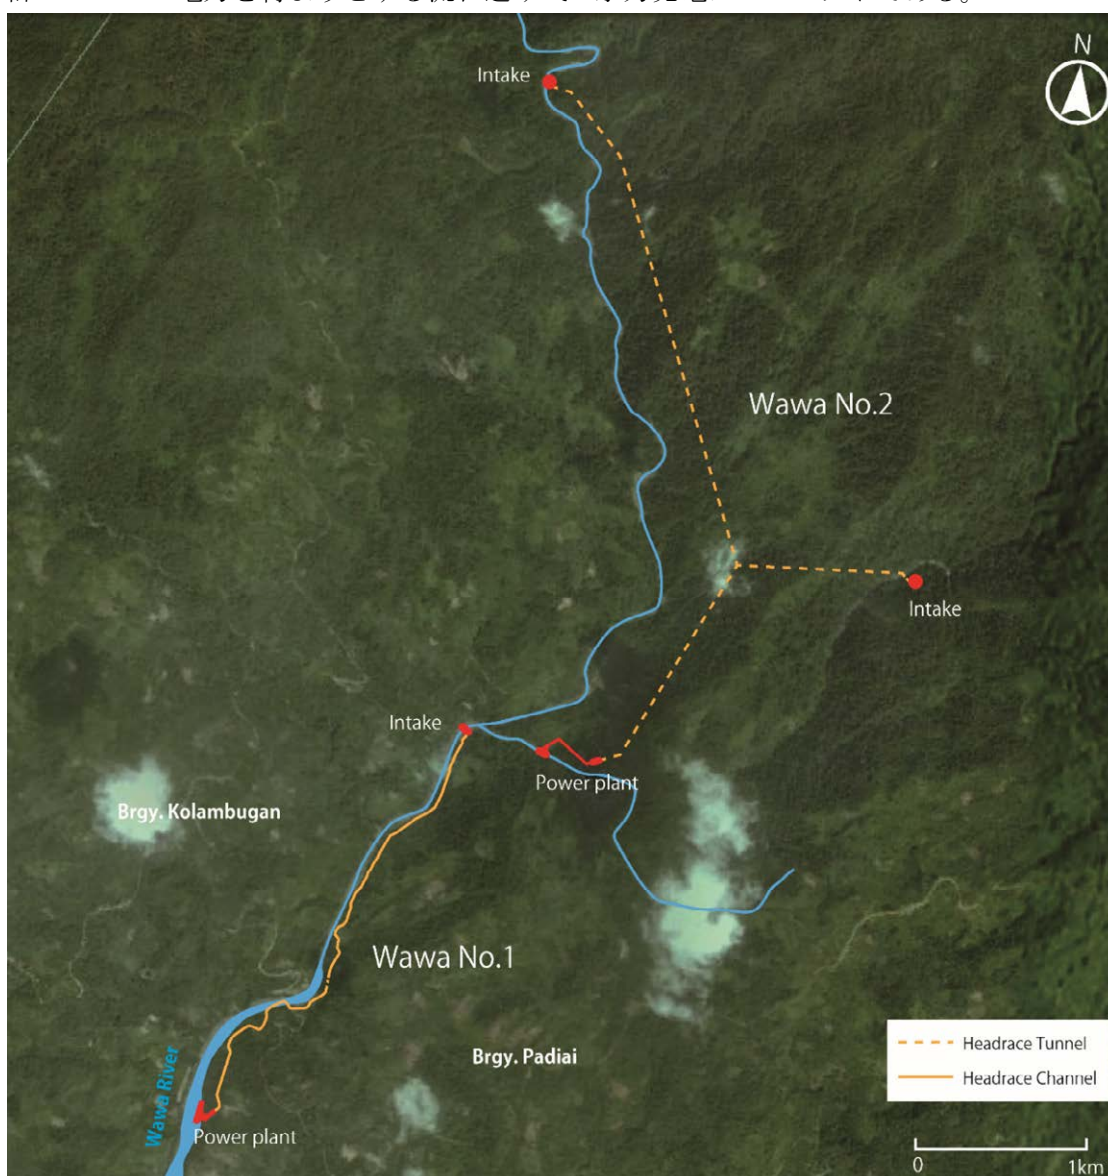 N
Intake
Wawa No.2
Intake
Intake
Power plant
Brgy. Kolambugan
Wawa No.1
Brgy. Padiai
Wawa River
Power plant
Headrace Tunnel
Headrace Channel
0 1km